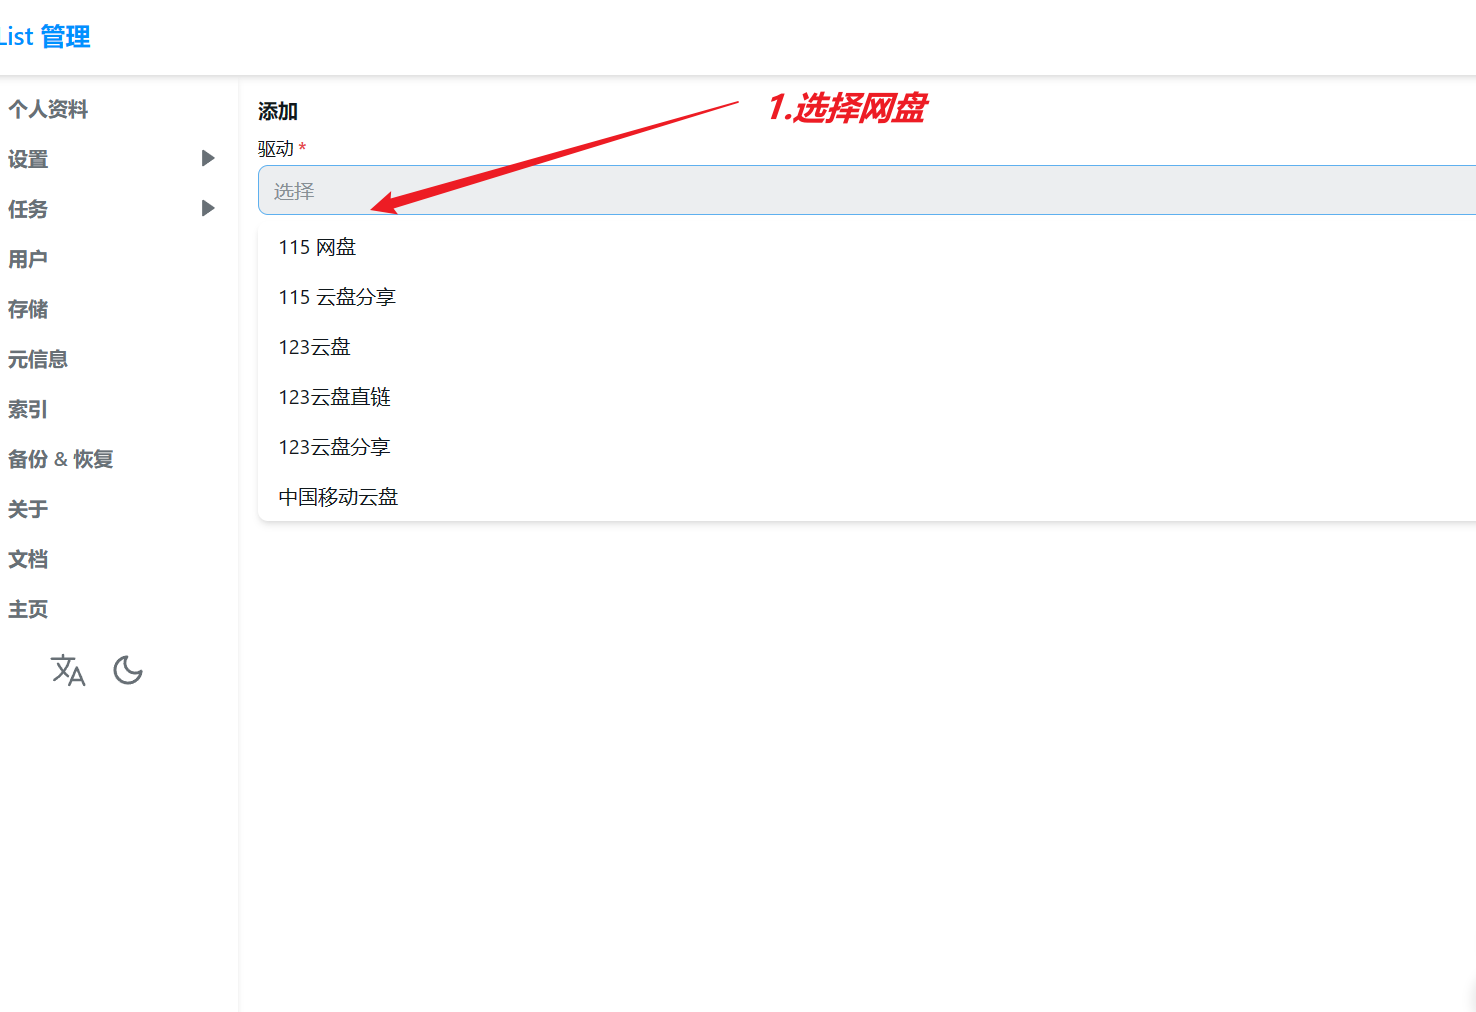 List 管理
个人资料
设置
任务
用户
存储
元信息
索引
备份 & 恢复
关于
文档
主页
添加
1.选择网盘
驱动 *
选择
115 网盘
115 云盘分享
123云盘
123云盘直链
123云盘分享
中国移动云盘